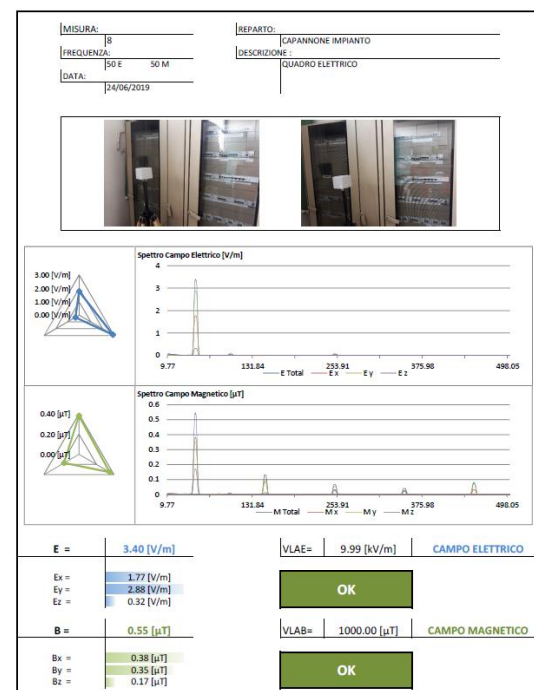 MISURA:
8
FREQUENZA:
50 E 50 M
DATA:
24/06/2019
REPARTO:
CAPANNONE IMPIANTO
DESCRIZIONE :
QUADRO ELETTRICO
Spettro Campo Elettrico [V/m]
3.00 [V/m]
2.00 [V/m]
1.00 [V/m]
0.00 [V/m]
4
3
2
1
0
9.77 131.84 253.91 375.98 498.05
E Total E x E y E z
Spettro Campo Magnetico [µT]
0.40 [µT]
0.20 [µT]
0.00 [µT]
0.6
0.5
0.4
0.3
0.2
0.1
0
9.77 131.84 253.91 375.98 498.05
M Total M x M y M z
E = 3.40 [V/m] VLAE= 9.99 [kV/m] CAMPO ELETTRICO
Ex = 1.77 [V/m]
Ey = 2.88 [V/m]
Ez = 0.32 [V/m]
OK
B = 0.55 [µT] VLAB= 1000.00 [µT] CAMPO MAGNETICO
Bx = 0.38 [µT]
By = 0.35 [µT]
Bz = 0.17 [µT]
OK